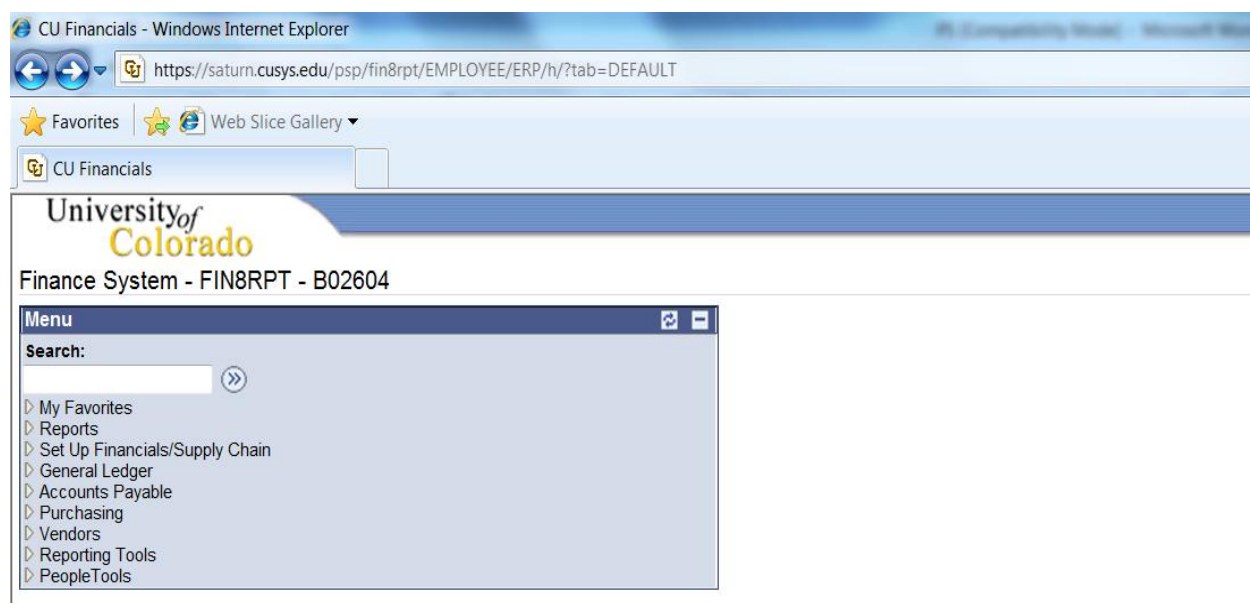 CU Financials - Windows Internet Explorer
https://saturn.cusys.edu/psp/fin8rpt/EMPLOYEE/ERP/h/?tab=DEFAULT
Favorites Web Slice Gallery
CU Financials
University of
Colorado
Finance System - FIN8RPT - B02604
Menu
Search:
My Favorites
Reports
Set Up Financials/Supply Chain
General Ledger
Accounts Payable
Purchasing
Vendors
Reporting Tools
PeopleTools